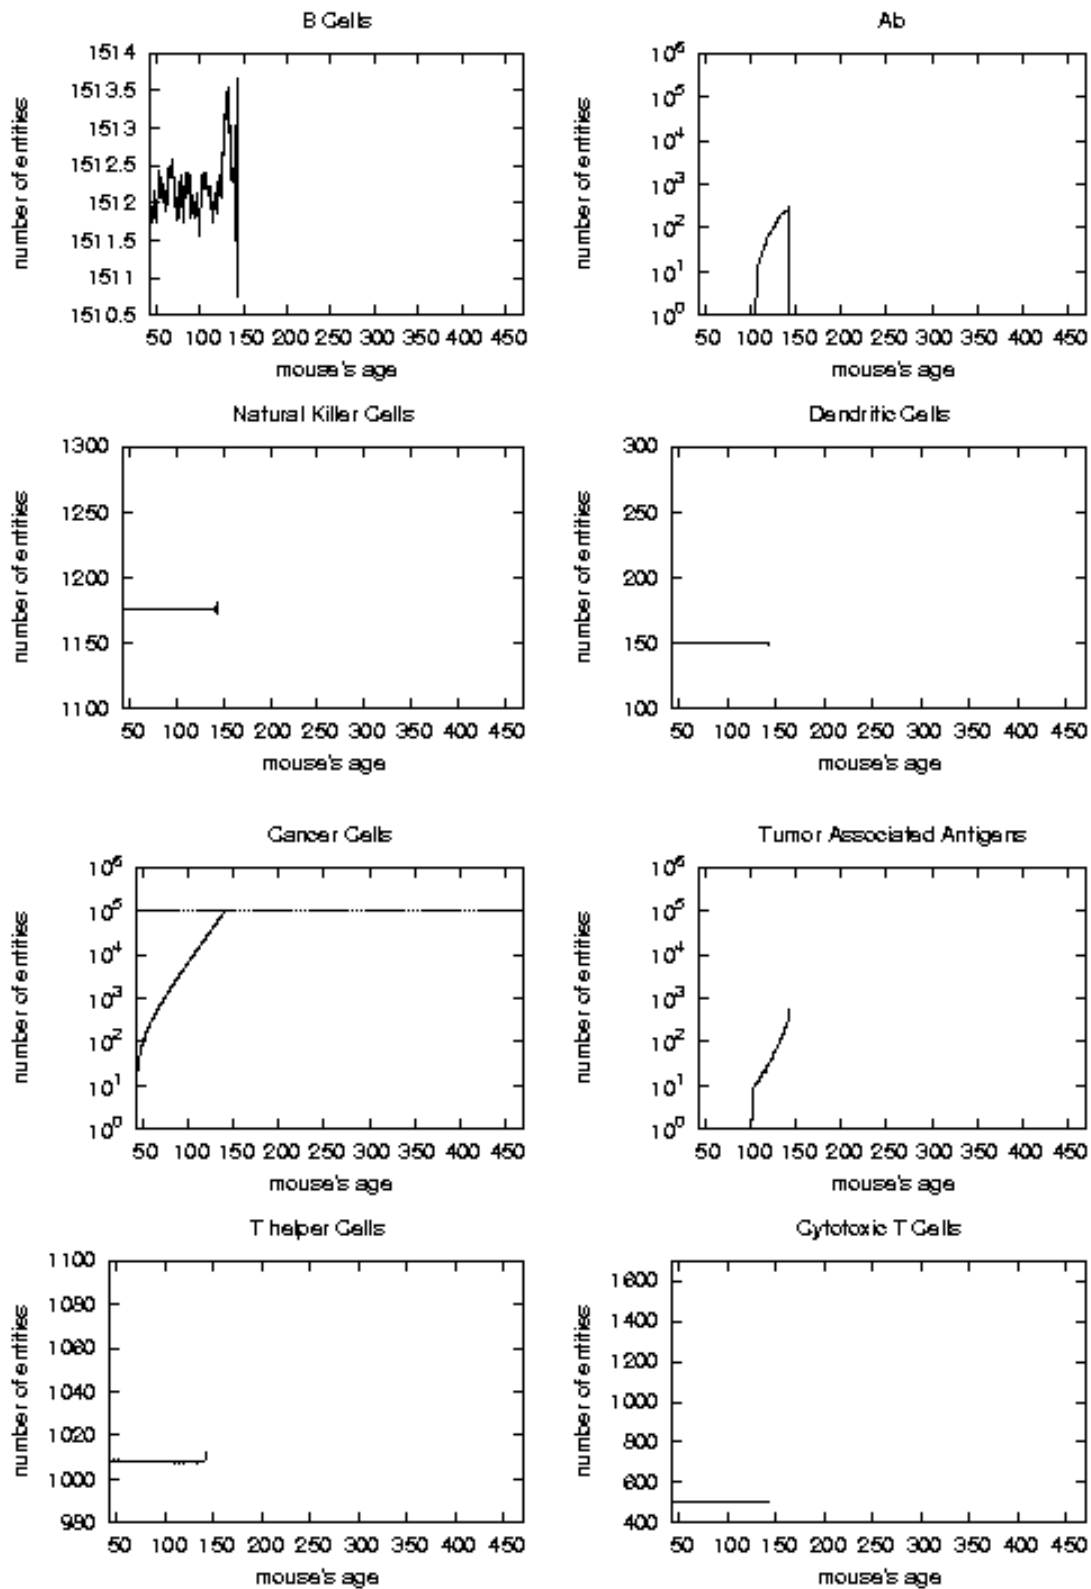 B Cells
number of entities
1514
1513.5
1513
1512.5
1512
1511.5
1511
1510.5
50 100 150 200 250 300 350 400 450
mouse's age
Ab
number of entities
10^6
10^5
10^4
10^3
10^2
10^1
10^0
50 100 150 200 250 300 350 400 450
mouse's age
Natural Killer Cells
number of entities
1300
1250
1200
1150
1100
50 100 150 200 250 300 350 400 450
mouse's age
Dendritic Cells
number of entities
300
250
200
150
100
50 100 150 200 250 300 350 400 450
mouse's age
Cancer Cells
number of entities
10^6
10^5
10^4
10^3
10^2
10^1
10^0
50 100 150 200 250 300 350 400 450
mouse's age
Tumor Associated Antigens
number of entities
10^6
10^5
10^4
10^3
10^2
10^1
10^0
50 100 150 200 250 300 350 400 450
mouse's age
T helper Cells
number of entities
1100
1080
1060
1040
1020
1000
980
50 100 150 200 250 300 350 400 450
mouse's age
Cytotoxic T Cells
number of entities
1600
1400
1200
1000
800
600
400
50 100 150 200 250 300 350 400 450
mouse's age